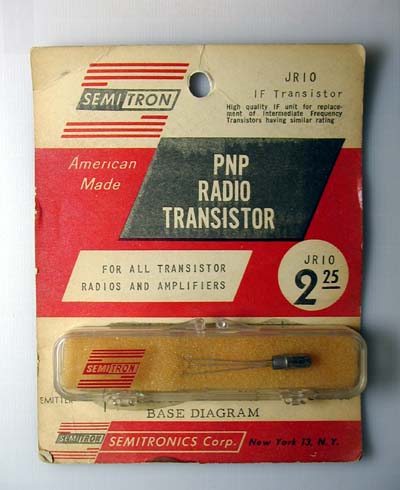 SEMITRON
JR10
IF Transistor
High quality IF unit for replace-
ment of Intermediate Frequency
Transistors having similar rating
American
Made
PNP
RADIO
TRANSISTOR
FOR ALL TRANSISTOR
RADIOS AND AMPLIFIERS
JR10
2 25
SEMITRON
EMITTE
BASE DIAGRAM
SEMITRON SEMITRONICS Corp. New York 13, N.Y.